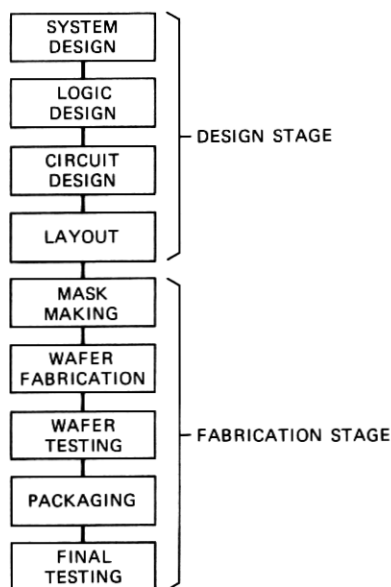 SYSTEM
DESIGN
LOGIC
DESIGN
CIRCUIT
DESIGN
LAYOUT
DESIGN STAGE
MASK
MAKING
WAFER
FABRICATION
WAFER
TESTING
PACKAGING
FINAL
TESTING
FABRICATION STAGE